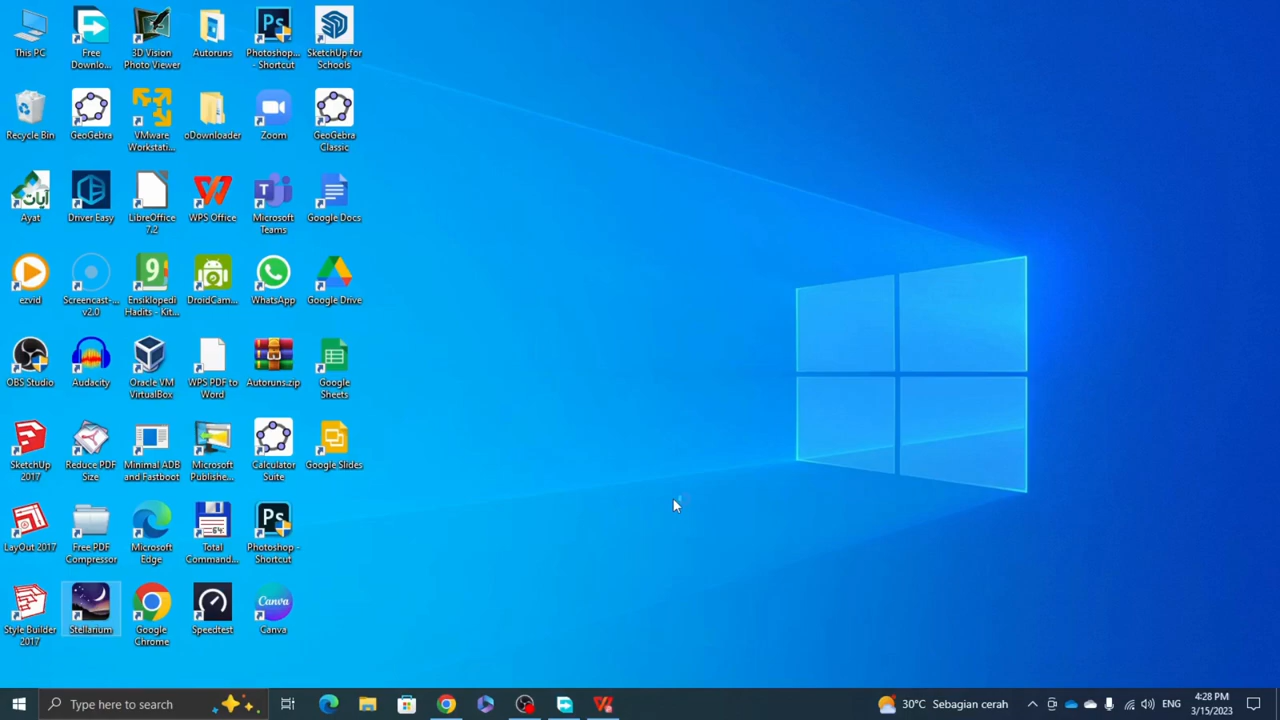 This PC
Free
Downlo...
3D Vision
Photo Viewer
Autoruns
Photoshop...
- Shortcut
SketchUp for
Schools
Recycle Bin
GeoGebra
VMware
Workstati...
oDownloader
Zoom
GeoGebra
Classic
Ayat
Driver Easy
LibreOffice
7.2
WPS Office
Microsoft
Teams
Google Docs
ezvid
Screencast-...
v2.0
Ensiklopedi
Hadits - Kit...
DroidCam...
WhatsApp
Google Drive
OBS Studio
Audacity
Oracle VM
VirtualBox
WPS PDF to
Word
Autoruns.zip
Google
Sheets
SketchUp
2017
Reduce PDF
Size
Minimal ADB
and Fastboot
Microsoft
Publishe...
Calculator
Suite
Google Slides
LayOut 2017
Free PDF
Compressor
Microsoft
Edge
Total
Command...
Photoshop -
Shortcut
Style Builder
2017
Stellarium
Google
Chrome
Speedtest
Canva
Type here to search
30°C Sebagian cerah
ENG
4:28 PM
3/15/2023